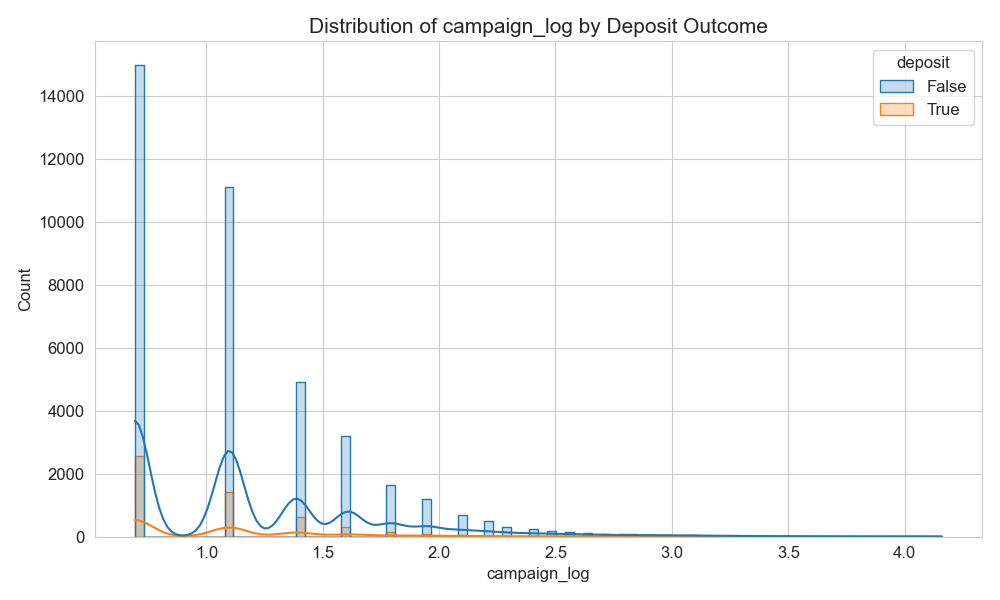 Distribution of campaign_log by Deposit Outcome
deposit
False
True
Count
14000
12000
10000
8000
6000
4000
2000
0
1.0 1.5 2.0 2.5 3.0 3.5 4.0
campaign_log